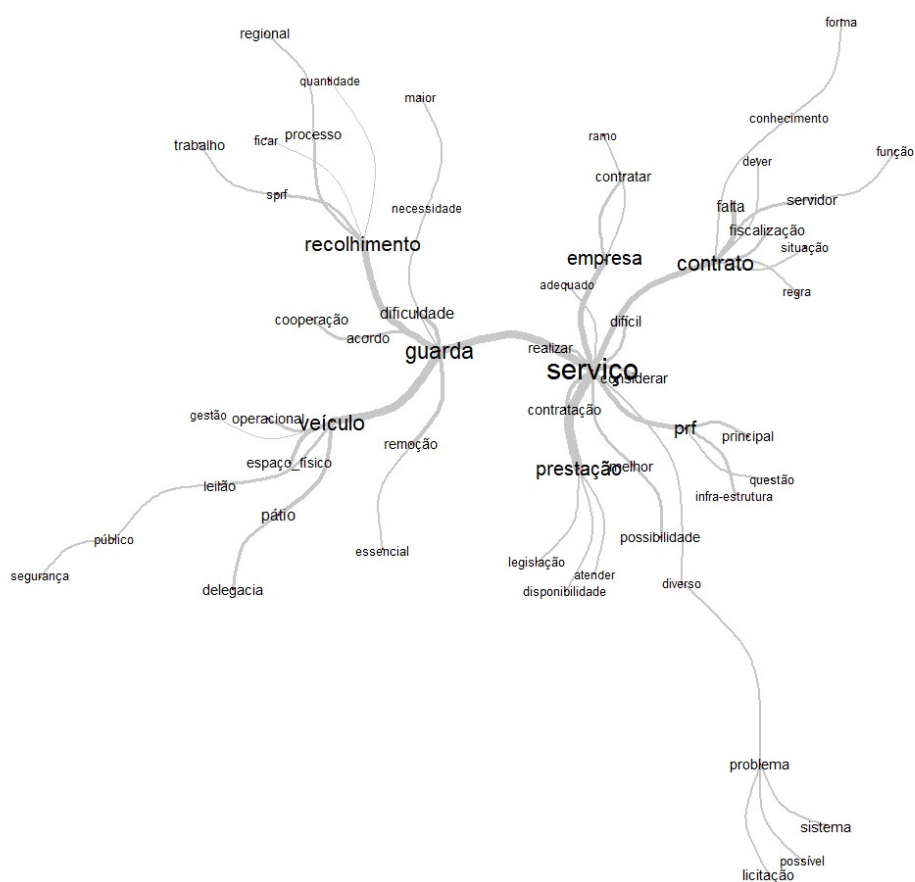 forma
regional
quantidade
maior
conhecimento
processo
ramo
ficar
trabalho
dever
função
contratar
sprf
servidor
necessidade
falta
fiscalização
recolhimento
situação
empresa
contrato
adequado
regra
dificuldade
cooperação
difícil
acordo
guarda
realizar
serviço
considerar
contratação
gestão
operacional
veículo
prf
principal
remoção
espaço_físico
prestação
melhor
questão
leilão
infra-estrutura
pátio
público
possibilidade
essencial
legislação
segurança
atender
delegacia
disponibilidade
diverso
problema
sistema
possível
licitação